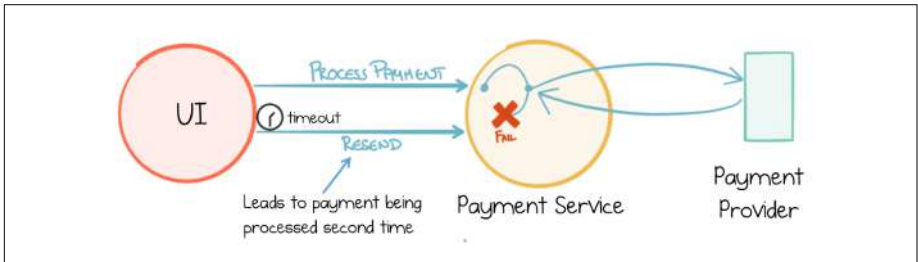 PROCESS PAYMENT
UI
timeout
FAIL
RESEND
Leads to payment being
processed second time
Payment Service
Payment
Provider